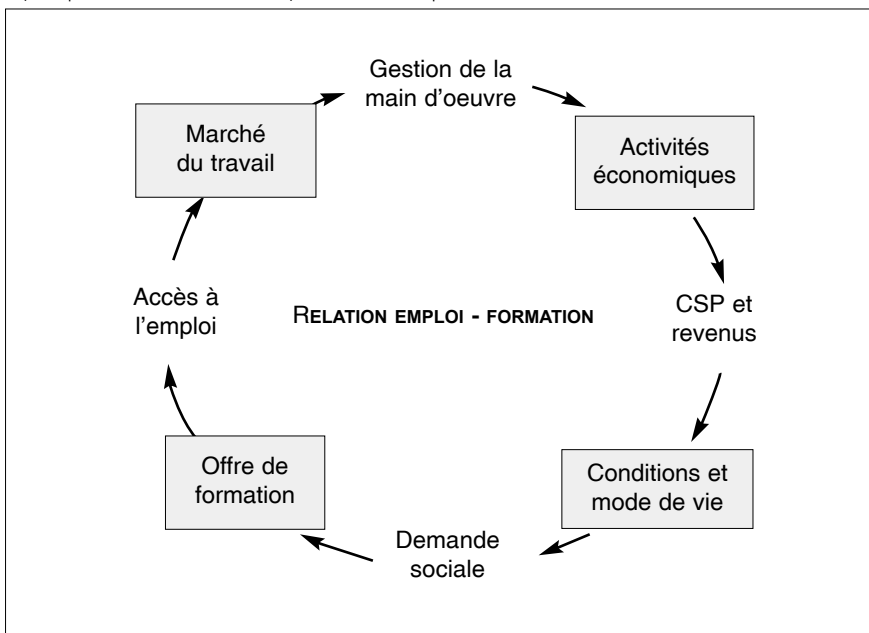 Gestion de la
main d'oeuvre
Marché
du travail
Activités
économiques
Accès à
l'emploi
RELATION EMPLOI - FORMATION
CSP et
revenus
Offre de
formation
Conditions et
mode de vie
Demande
sociale